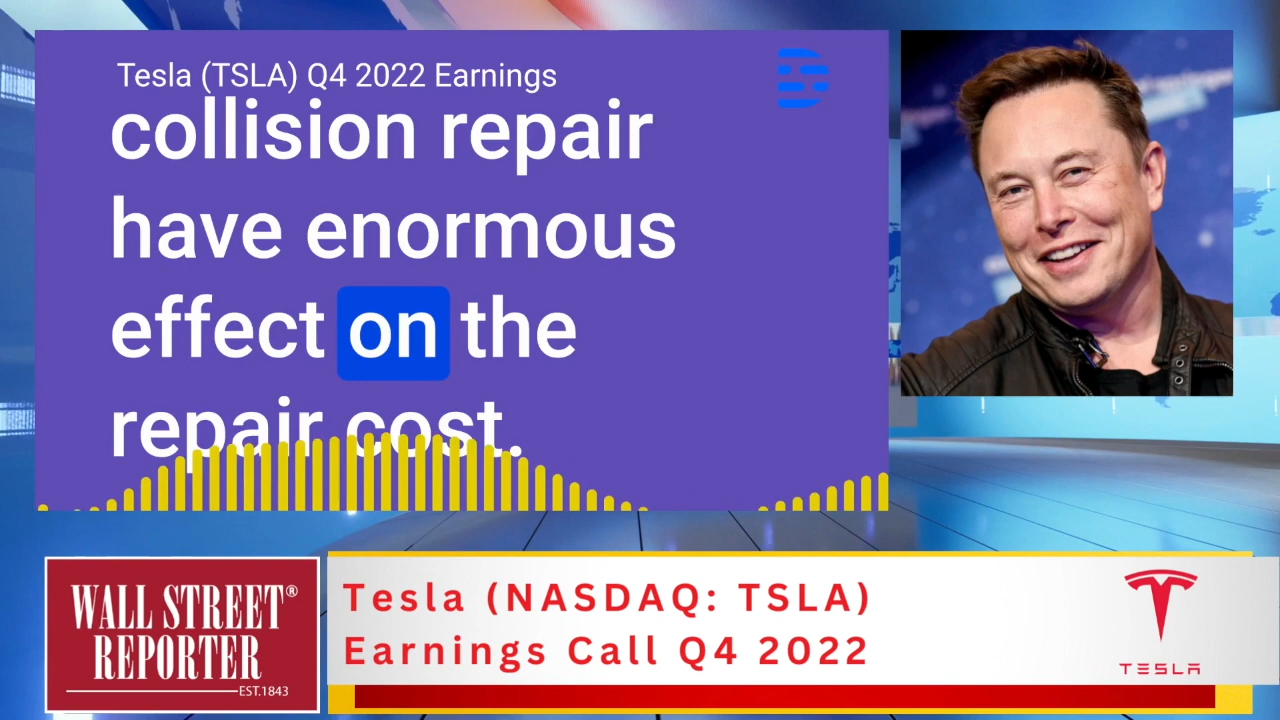 Tesla (TSLA) Q4 2022 Earnings
collision repair
have enormous
effect on the
repair cost.
WALL STREET®
REPORTER
EST.1843
Tesla (NASDAQ: TSLA)
Earnings Call Q4 2022
TESLA